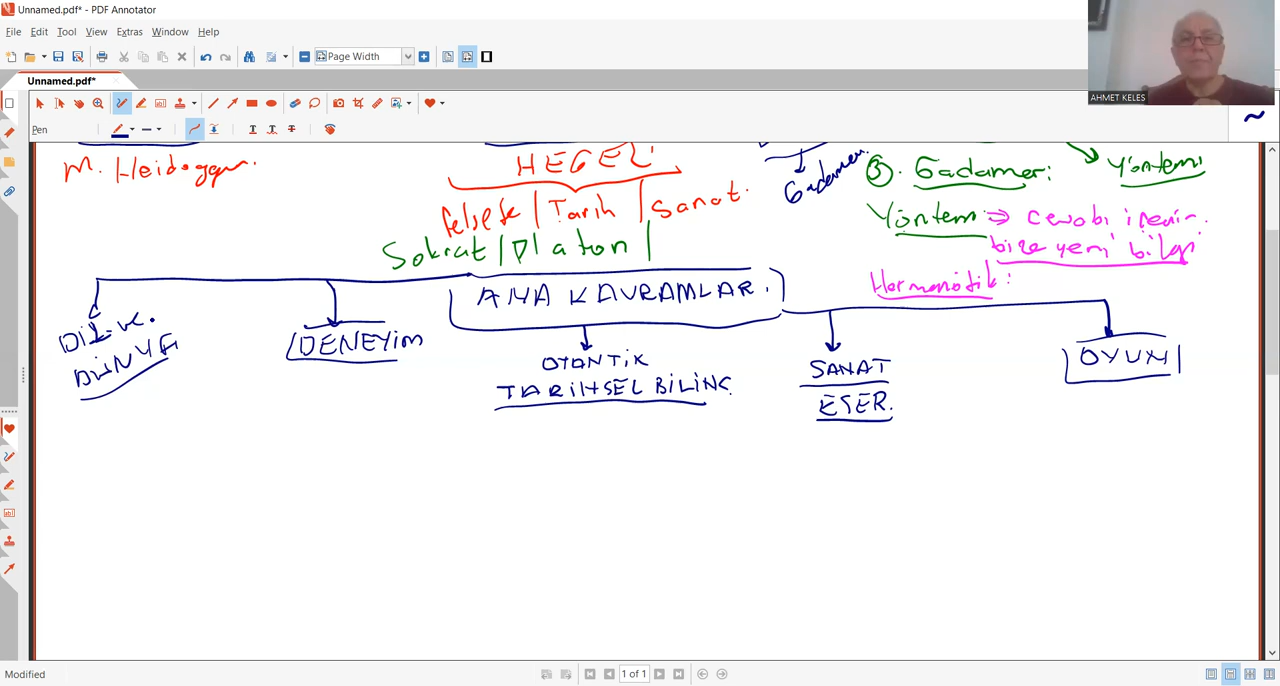 Unnamed.pdf* - PDF Annotator
File Edit Tool View Extras Window Help
Page Width
Unnamed.pdf*
AHMET KELES
Pen
M. Heidegger.
HEGEL
Felsefe | Tarih | Sanat.
Sokrat | Platon |
Gadamer.
3. Gadamer:
Yöntemi
Yöntem ⇒ cevabı içerir.
bize yeni bilgi
Hermenötik:
ANA KAVRAMLAR.
Dil ve.
DÜNYA
DENEYİM
OTANTİK
TARİHSEL BİLİNÇ
SANAT
ESER.
OYUN
1 of 1
Modified